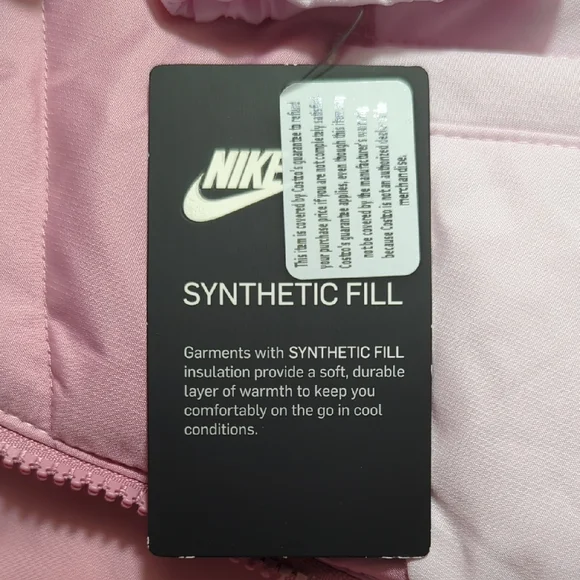 NIKE
This item is covered by Costco's guarantee to refund
your purchase price if you are not completely satisfied.
Costco's guarantee applies, even though this item may
not be covered by the manufacturer's warranty
because Costco is not an authorized dealer of the
merchandise.
SYNTHETIC FILL
Garments with SYNTHETIC FILL
insulation provide a soft, durable
layer of warmth to keep you
comfortably on the go in cool
conditions.